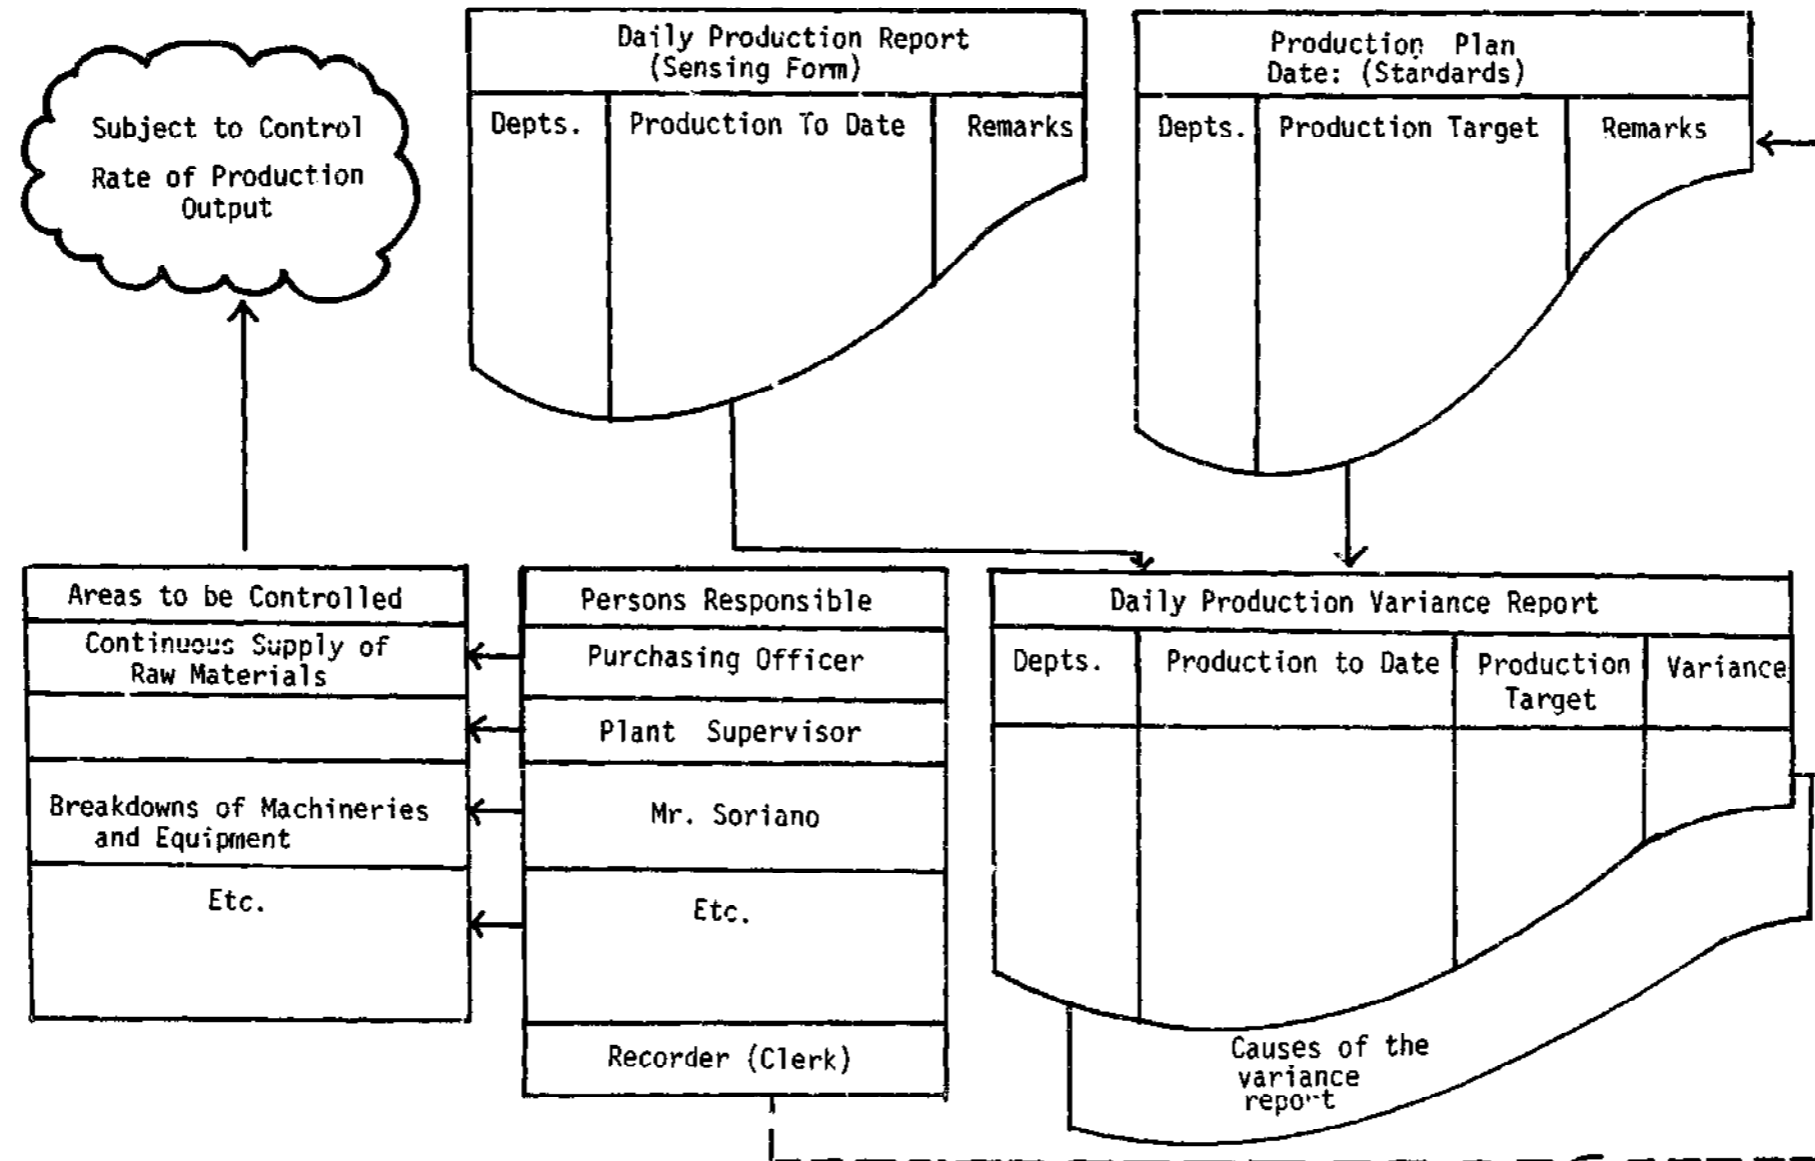 Subject to Control
Rate of Production
Output
Daily Production Report
(Sensing Form)
Depts.
Production To Date
Remarks
Production Plan
Date: (Standards)
Depts.
Production Target
Remarks
Areas to be Controlled
Continuous Supply of
Raw Materials
Breakdowns of Machineries
and Equipment
Etc.
Persons Responsible
Purchasing Officer
Plant Supervisor
Mr. Soriano
Etc.
Recorder (Clerk)
Daily Production Variance Report
Depts.
Production to Date
Production
Target
Variance
Causes of the
variance
report